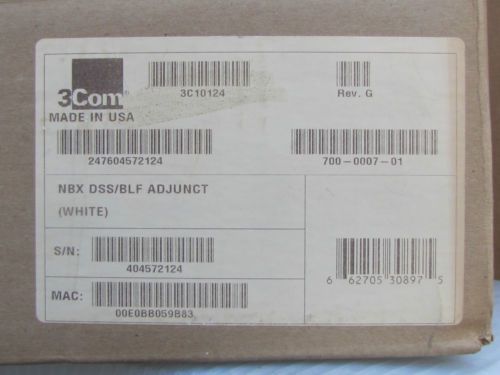 3Com®
MADE IN USA
3C10124
Rev. G
247604572124
700-0007-01
NBX DSS/BLF ADJUNCT
(WHITE)
S/N:
404572124
MAC:
00E0BB059B83
6 62705 30897 5